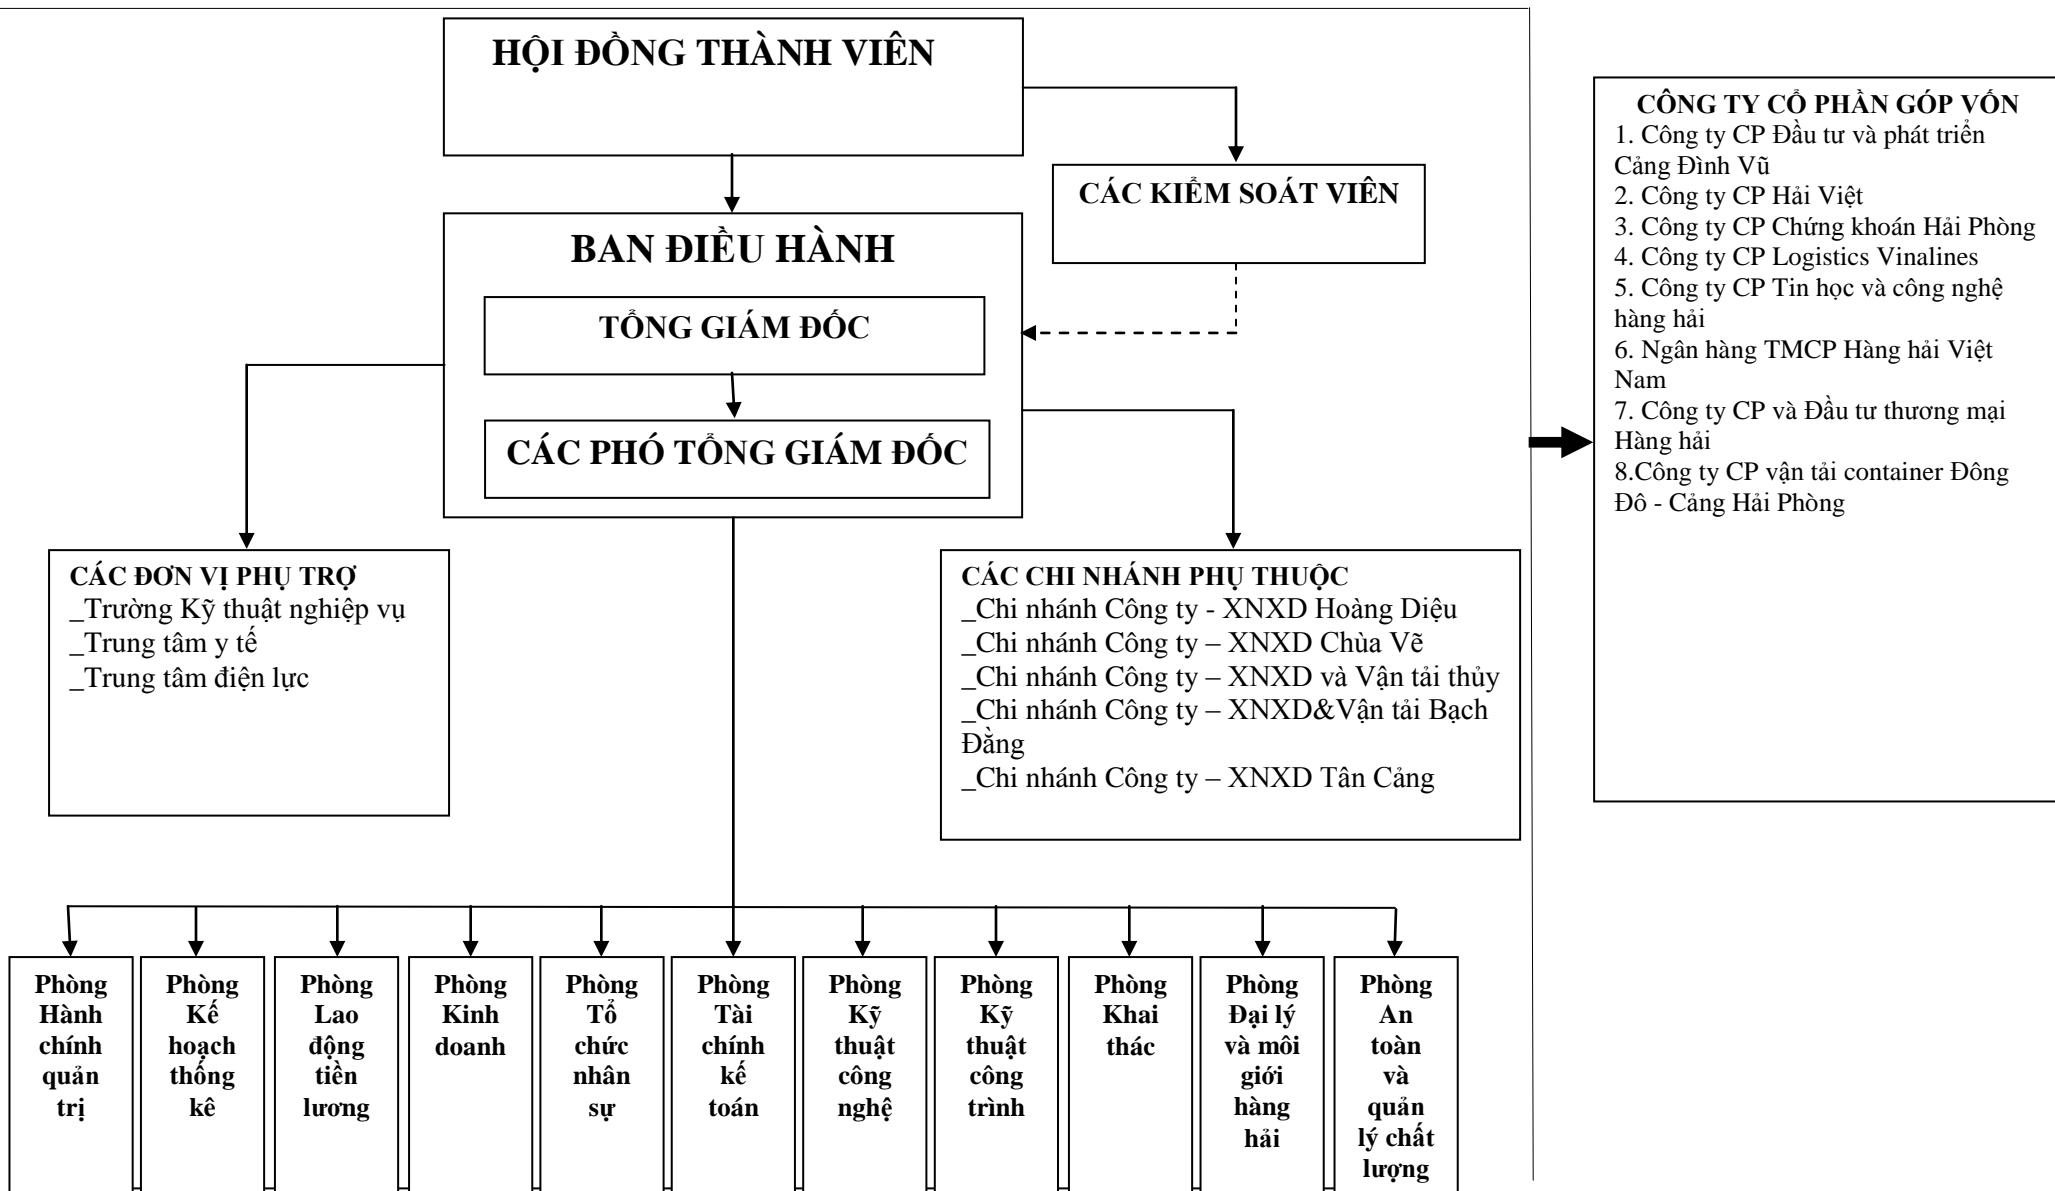 HỘI ĐỒNG THÀNH VIÊN
CÁC KIỂM SOÁT VIÊN
BAN ĐIỀU HÀNH
TỔNG GIÁM ĐỐC
CÁC PHÓ TỔNG GIÁM ĐỐC
CÔNG TY CỔ PHẦN GÓP VỐN
1. Công ty CP Đầu tư và phát triển
Cảng Đình Vũ
2. Công ty CP Hải Việt
3. Công ty CP Chứng khoán Hải Phòng
4. Công ty CP Logistics Vinalines
5. Công ty CP Tin học và công nghệ
hàng hải
6. Ngân hàng TMCP Hàng hải Việt
Nam
7. Công ty CP và Đầu tư thương mại
Hàng hải
8.Công ty CP vận tải container Đông
Đô - Cảng Hải Phòng
CÁC ĐƠN VỊ PHỤ TRỢ
_Trường Kỹ thuật nghiệp vụ
_Trung tâm y tế
_Trung tâm điện lực
CÁC CHI NHÁNH PHỤ THUỘC
_Chi nhánh Công ty - XNXD Hoàng Diệu
_Chi nhánh Công ty – XNXD Chùa Vẽ
_Chi nhánh Công ty – XNXD và Vận tải thủy
_Chi nhánh Công ty – XNXD&Vận tải Bạch
Đằng
_Chi nhánh Công ty – XNXD Tân Cảng
Phòng
Hành
chính
quản
trị
Phòng
Kế
hoạch
thống
kê
Phòng
Lao
động
tiền
lương
Phòng
Kinh
doanh
Phòng
Tổ
chức
nhân
sự
Phòng
Tài
chính
kế
toán
Phòng
Kỹ
thuật
công
nghệ
Phòng
Kỹ
thuật
công
trình
Phòng
Khai
thác
Phòng
Đại lý
và môi
giới
hàng
hải
Phòng
An
toàn
và
quản
lý chất
lượng